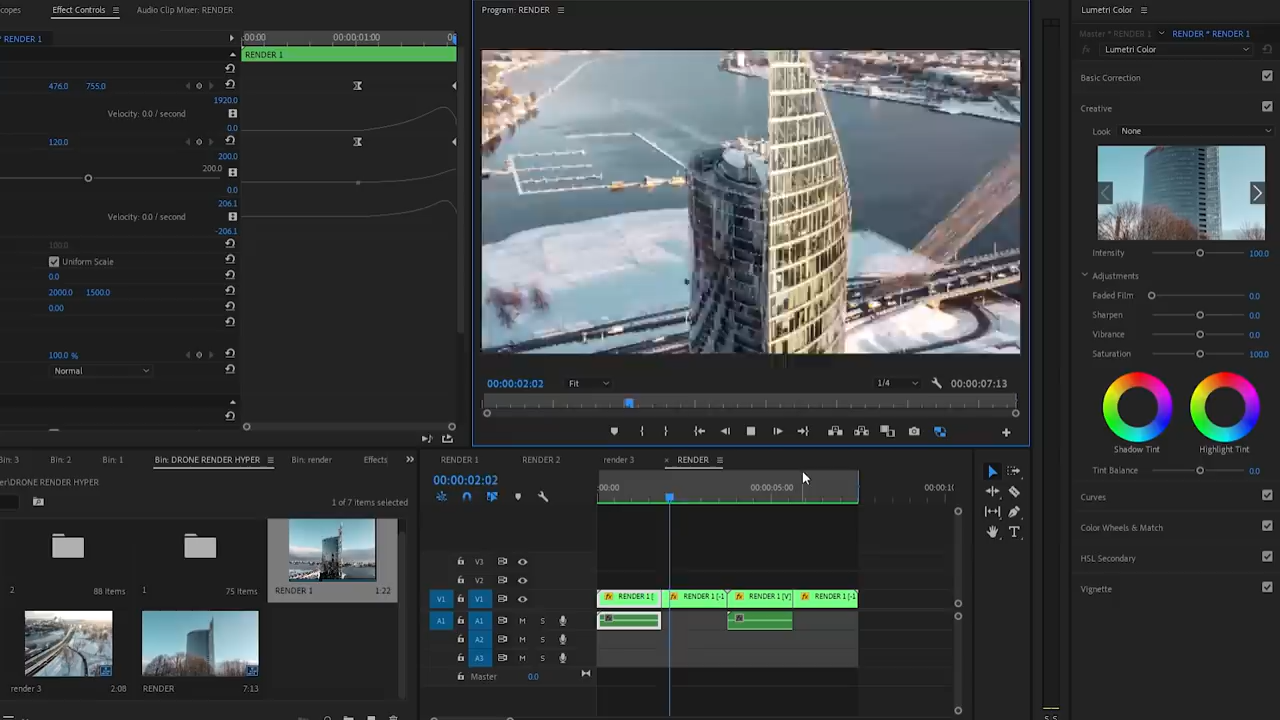 copes
Effect Controls
Audio Clip Mixer: RENDER
Program: RENDER
Lumetri Color
* RENDER 1
:00:00
00:00:01:00
Master * RENDER 1
RENDER * RENDER 1
RENDER 1
fx
Lumetri Color
Basic Correction
476.0 755.0
1920.0
Velocity: 0.0 / second
0.0
Creative
Look None
120.0
200.0
200.0
0.0
206.1
Velocity: 0.0 / second
-206.1
100.0
Uniform Scale
0.0
2000.0 1500.0
0.00
Intensity 100.0
Adjustments
Faded Film 0.0
Sharpen 0.0
Vibrance 0.0
Saturation 100.0
100.0 %
Normal
00:00:02:02
Fit
1/4
00:00:07:13
Shadow Tint
Highlight Tint
Tint Balance 0.0
Bin: 3
Bin: 2
Bin: 1
Bin: DRONE RENDER HYPER
Bin: render
Effects
Bin:
RENDER 1
RENDER 2
render 3
RENDER
er\DRONE RENDER HYPER
00:00:02:02
:00:00
00:00:05:00
00:00:10
1 of 7 items selected
Curves
Color Wheels & Match
HSL Secondary
Vignette
2
88 Items
1
75 Items
RENDER 1
1:22
render 3
2:08
RENDER
7:13
V3
V2
V1 V1
fx RENDER 1 [
fx RENDER 1 [-1
fx RENDER 1 [V]
fx RENDER 1 [-1
A1 A1 M S
A2 M S
A3 M S
Master 0.0
S S